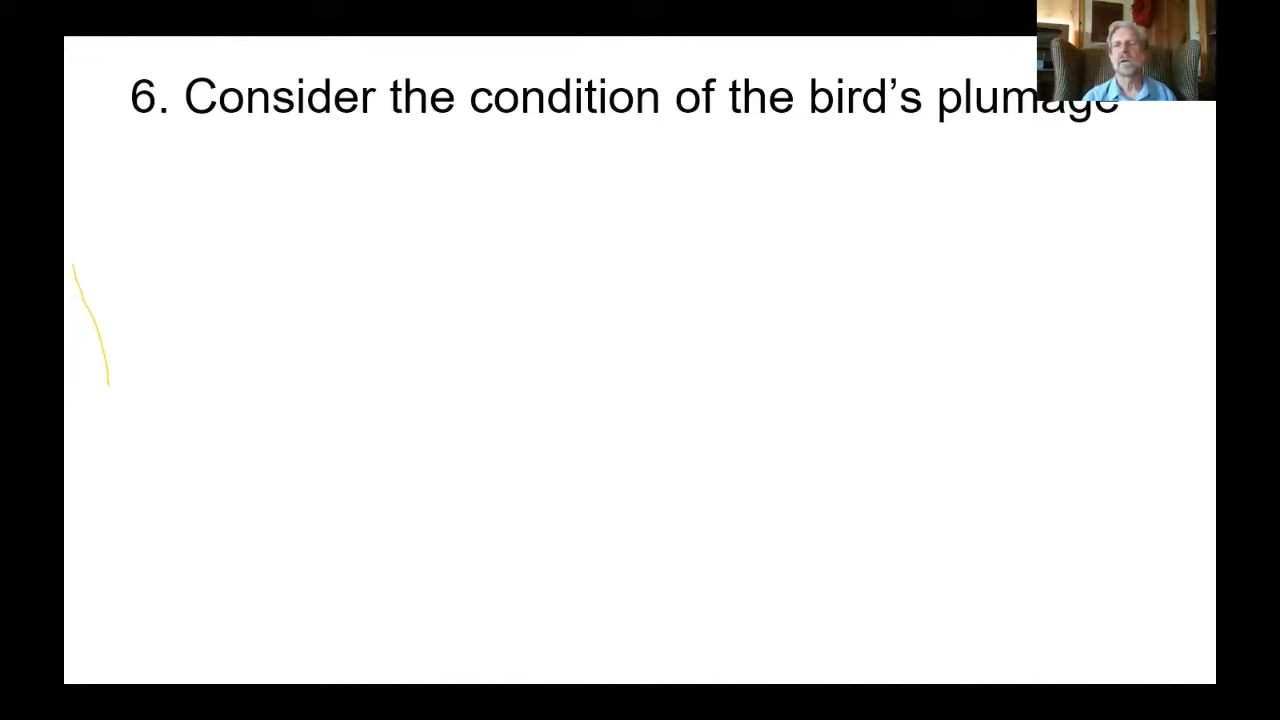 6. Consider the condition of the bird’s plumage